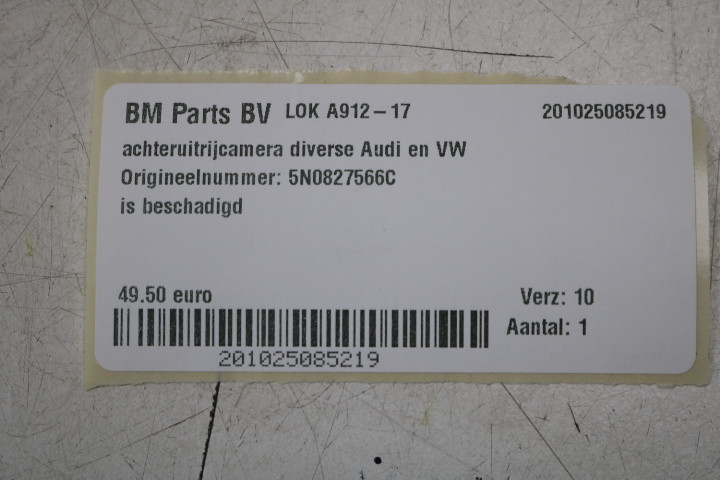 BM Parts BV LOK A912-17 201025085219
achteruitrijcamera diverse Audi en VW
Origineelnummer: 5N0827566C
is beschadigd
49.50 euro Verz: 10
Aantal: 1
201025085219